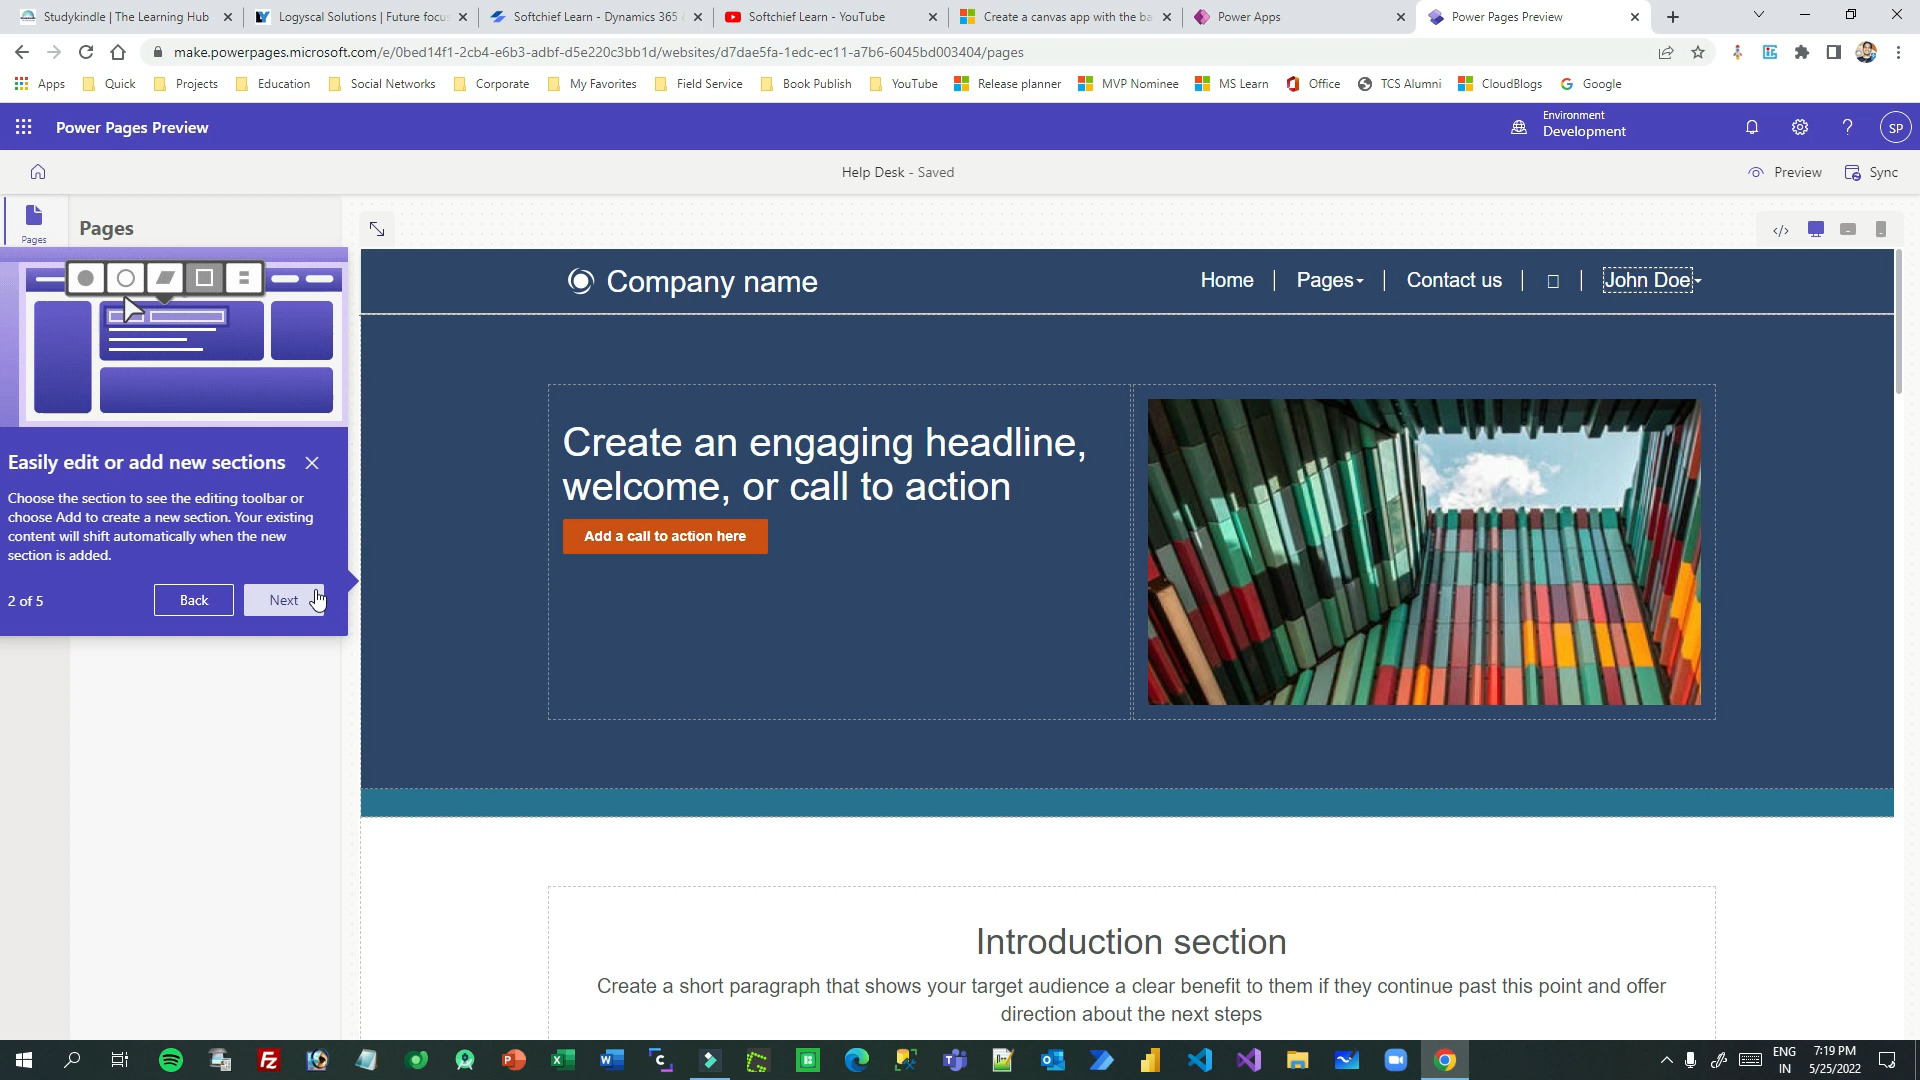 Studykindle | The Learning Hub
Logyscal Solutions | Future focus
Softchief Learn - Dynamics 365
Softchief Learn - YouTube
Create a canvas app with the ba
Power Apps
Power Pages Preview
make.powerpages.microsoft.com/e/0bed14f1-2cb4-e6b3-adbf-d5e220c3bb1d/websites/d7dae5fa-1edc-ec11-a7b6-6045bd003404/pages
Apps Quick Projects Education Social Networks Corporate My Favorites Field Service Book Publish YouTube Release planner MVP Nominee MS Learn Office TCS Alumni CloudBlogs Google
Power Pages Preview
Environment
Development
SP
Help Desk - Saved
Preview
Sync
Pages
Pages
Company name
Home
Pages
Contact us
John Doe
Create an engaging headline,
welcome, or call to action
Add a call to action here
Easily edit or add new sections
Choose the section to see the editing toolbar or
choose Add to create a new section. Your existing
content will shift automatically when the new
section is added.
2 of 5
Back
Next
Introduction section
Create a short paragraph that shows your target audience a clear benefit to them if they continue past this point and offer
direction about the next steps
ENG
IN
7:19 PM
5/25/2022